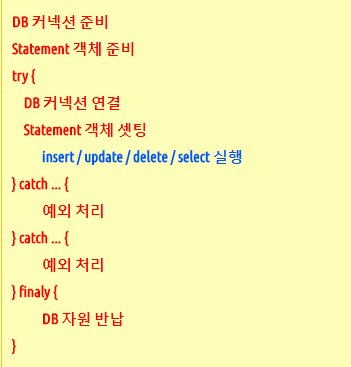 DB 커넥션 준비
Statement 객체 준비
try {
DB 커넥션 연결
Statement 객체 셋팅
insert / update / delete / select 실행
} catch ... {
예외 처리
} catch ... {
예외 처리
} finaly {
DB 자원 반납
}